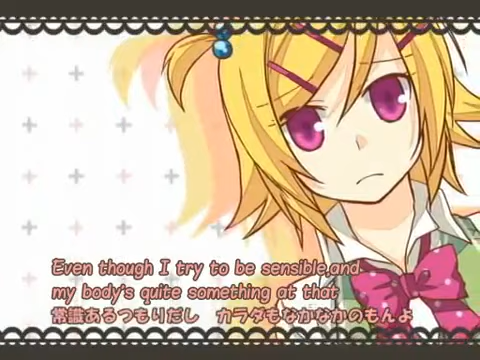 Even though I try to be sensible,and
my body's quite something at that
常識あるつもりだし　カラダもなかなかのもんよ